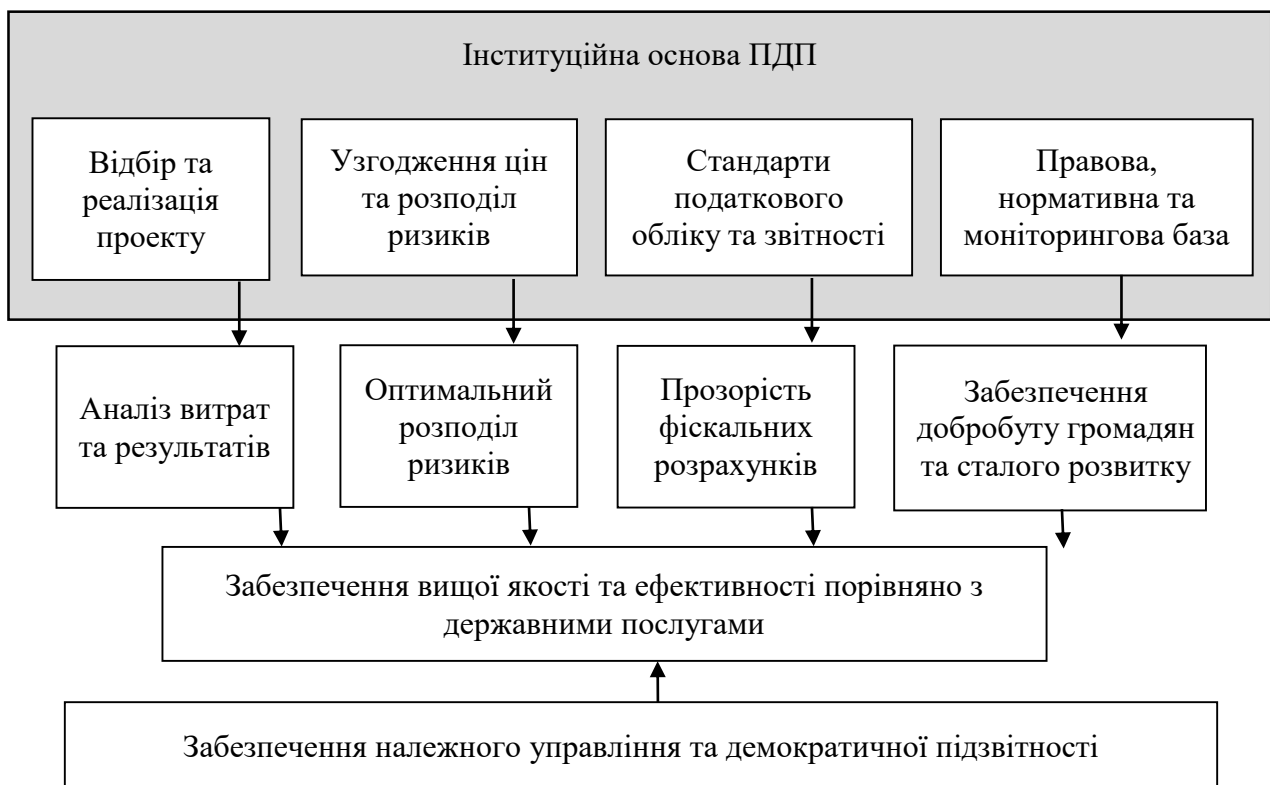 Інституційна основа ПДП
Відбір та
реалізація
проекту
Узгодження цін
та розподіл
ризиків
Стандарти
податкового
обліку та звітності
Правова,
нормативна та
моніторингова база
Аналіз витрат
та результатів
Оптимальний
розподіл
ризиків
Прозорість
фіскальних
розрахунків
Забезпечення
добробуту громадян
та сталого розвитку
Забезпечення вищої якості та ефективності порівняно з
державними послугами
Забезпечення належного управління та демократичної підзвітності